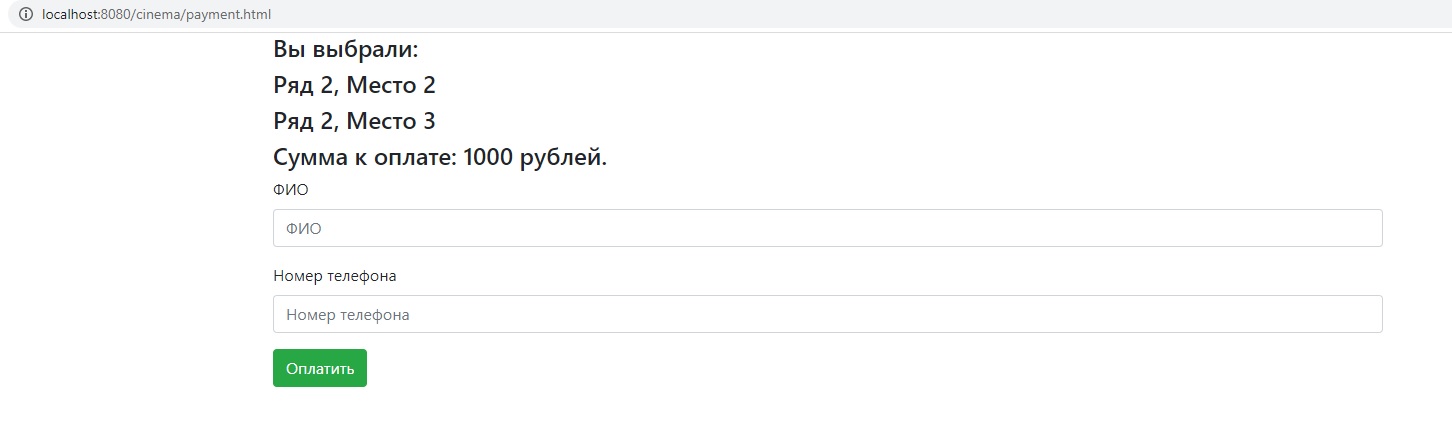 localhost:8080/cinema/payment.html
Вы выбрали:
Ряд 2, Место 2
Ряд 2, Место 3
Сумма к оплате: 1000 рублей.
ФИО
ФИО
Номер телефона
Номер телефона
Оплатить